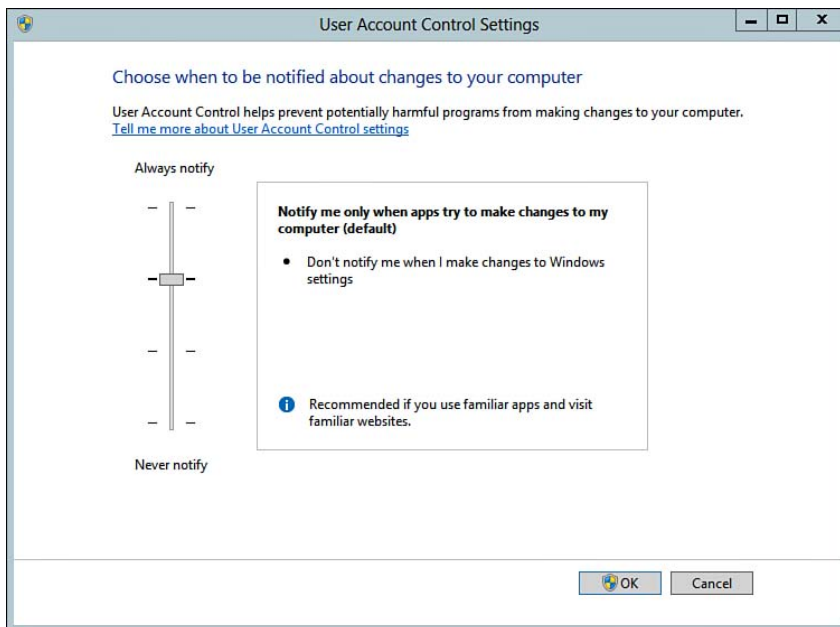 User Account Control Settings
Choose when to be notified about changes to your computer
User Account Control helps prevent potentially harmful programs from making changes to your computer.
Tell me more about User Account Control settings
Always notify
Notify me only when apps try to make changes to my
computer (default)
• Don't notify me when I make changes to Windows
settings
Recommended if you use familiar apps and visit
familiar websites.
Never notify
OK
Cancel